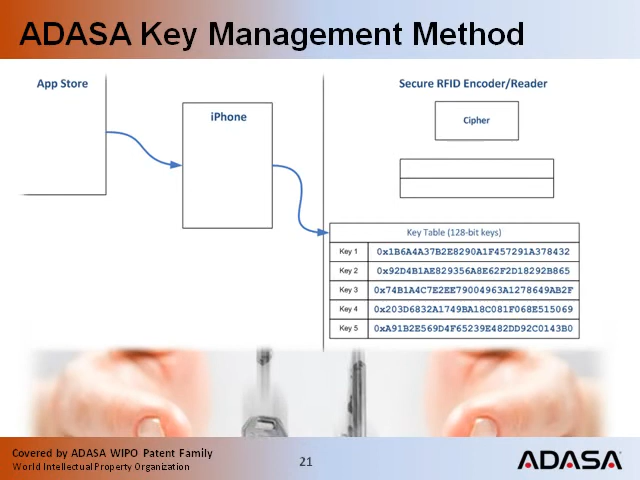 ADASA Key Management Method
App Store
iPhone
Secure RFID Encoder/Reader
Cipher
Key Table (128-bit keys)
Key 1 0x1B6A4A37B2E8290A1F457291A378432
Key 2 0x92D4B1AE829356A8E62F2D18292B865
Key 3 0x74B1A4C7E2EE79004963A1278649AB2F
Key 4 0x203D6832A1749BA18C081F068E515069
Key 5 0xA91B2E569D4F65239E482DD92C0143B0
Covered by ADASA WIPO Patent Family
World Intellectual Property Organization
21
ADASA